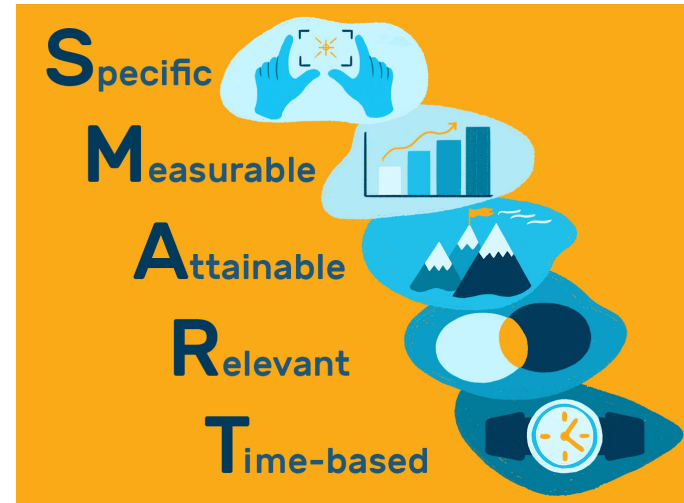 Specific
Measurable
Attainable
Relevant
Time-based